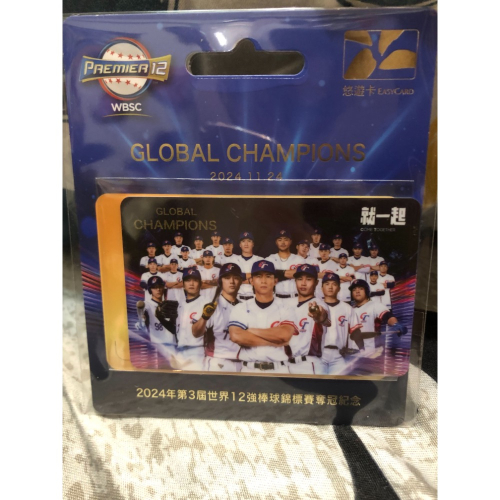 PREMIER 12
WBSC
悠遊卡 EASYCARD
GLOBAL CHAMPIONS
2024.11.24
GLOBAL
CHAMPIONS
就一起
2024年第3屆世界12強棒球錦標賽奪冠紀念